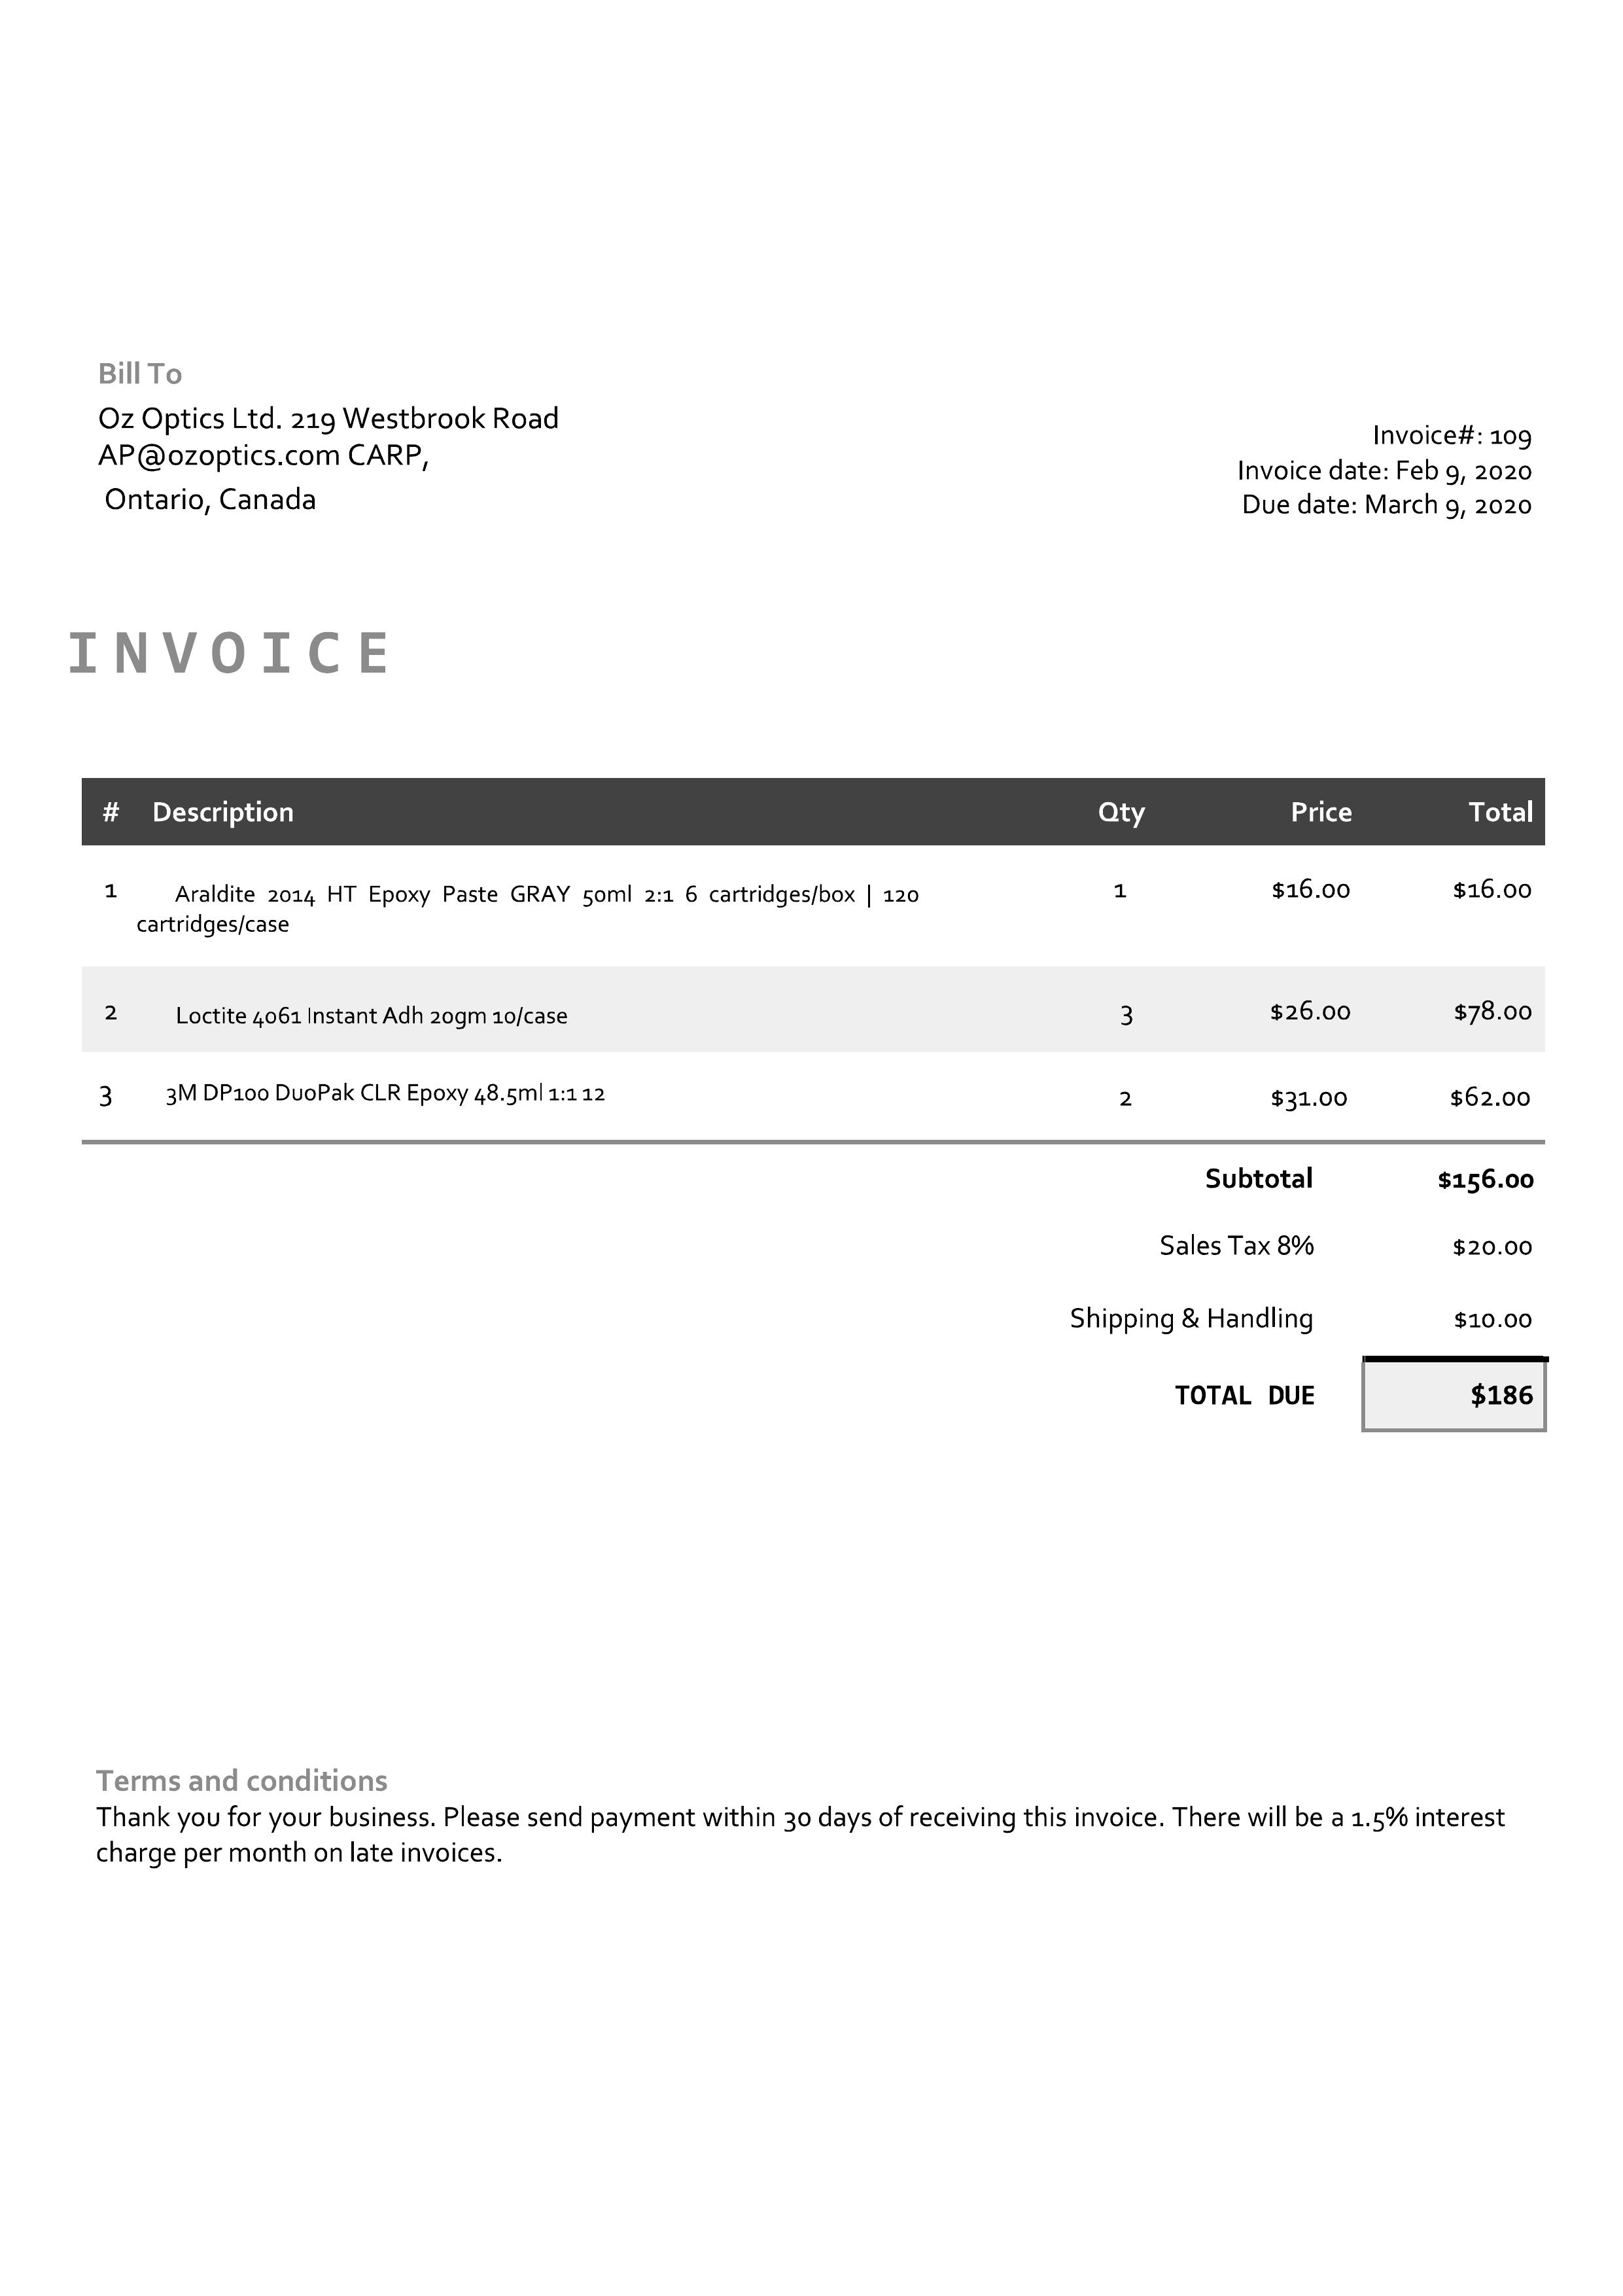 Bill To
Oz Optics Ltd. 219 Westbrook Road
AP@ozoptics.com CARP,
Ontario, Canada
Invoice#: 109
Invoice date: Feb 9, 2020
Due date: March 9, 2020
INVOICE
# Description Qty Price Total
1 Araldite 2014 HT Epoxy Paste GRAY 50ml 2:1 6 cartridges/box | 120 1 $16.00 $16.00
cartridges/case
2 Loctite 4061 Instant Adh 20gm 10/case 3 $26.00 $78.00
3 3M DP100 DuoPak CLR Epoxy 48.5ml 1:1 12 2 $31.00 $62.00
Subtotal $156.00
Sales Tax 8% $20.00
Shipping & Handling $10.00
TOTAL DUE $186
Terms and conditions
Thank you for your business. Please send payment within 30 days of receiving this invoice. There will be a 1.5% interest
charge per month on late invoices.